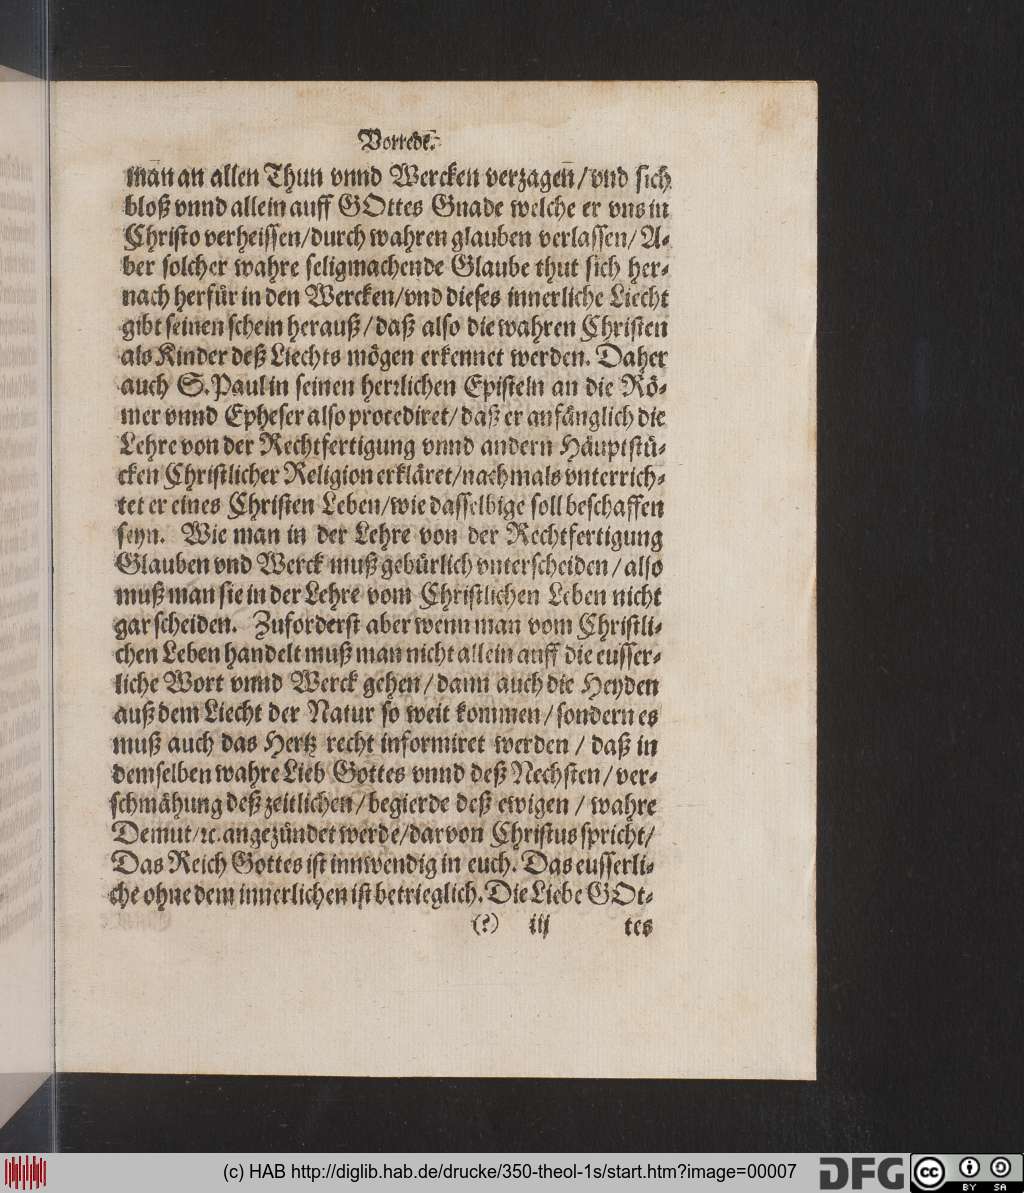 Vorrede.
man an allen Thun vnnd Wercken verzagen̄/vnd sich
bloß vnnd allein auff GOttes Gnade welche er vns in
Christo verheissen/durch wahren glauben verlassen/ A-
ber solcher wahre seligmachende Glaube thut sich her-
nach herfür in den Wercken/vnd dieses innerliche Liecht
gibt seinen schein herauß/daß also die wahren Christen
als Kinder deß Liechts mögen erkennet werden. Daher
auch S. Paul in seinen herrlichen Episteln an die Rö-
mer vnnd Epheser also procediret/daß er anfänglich die
Lehre von der Rechtfertigung vnnd andern Häuptstü-
cken Christlicher Religion erkläret/nachmals vnterrich-
tet er eines Christen Leben/wie dasselbige soll beschaffen
seyn. Wie man in der Lehre von der Rechtfertigung
Glauben vnd Werck muß gebürlich vnterscheiden/also
muß man sie in der Lehre vom Christlichen Leben nicht
gar scheiden. Zuforderst aber wenn man vom Christli-
chen Leben handelt muß man nicht allein auff die eusser-
liche Wort vnnd Werck gehen/dann auch die Heyden
auß dem Liecht der Natur so weit kommen/sondern es
muß auch das Hertz recht informiret werden / daß in
demselben wahre Lieb Gottes vnnd deß Nechsten/ver-
schmähung deß zeitlichen/begierde deß ewigen / wahre
Demut/ꝛc. angezündet werde/darvon Christus spricht/
Das Reich Gottes ist innwendig in euch. Das eusserli-
che ohne dem innerlichen ist betrieglich. Die Liebe GOt-
(?) iij tes
(c) HAB http://diglib.hab.de/drucke/350-theol-1s/start.htm?image=00007
DFG
cc BY SA